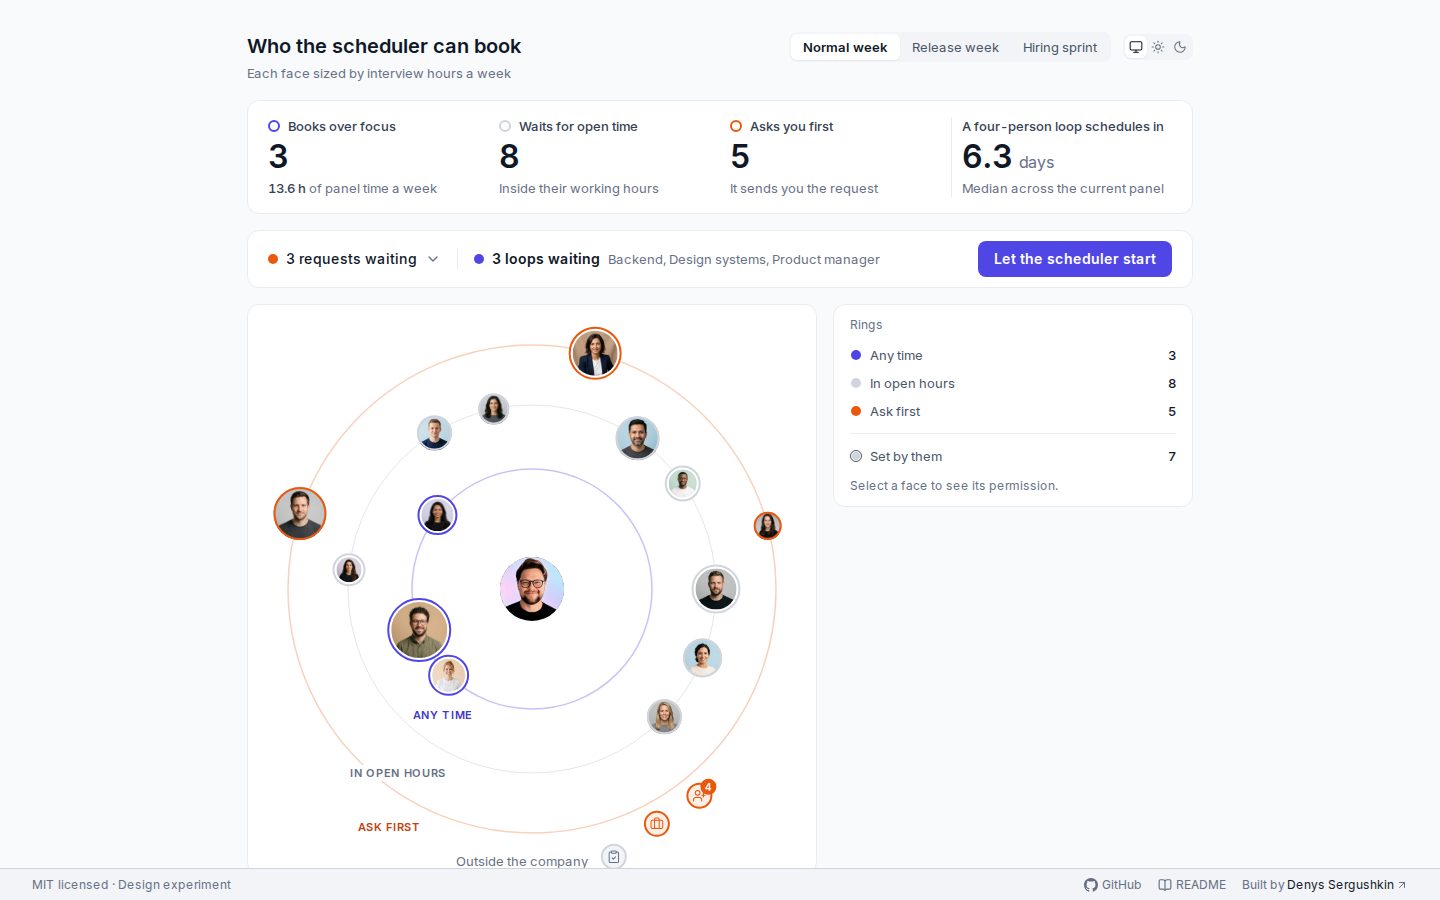 Who the scheduler can book
Each face sized by interview hours a week
Normal week
Release week
Hiring sprint
Books over focus
3
13.6 h of panel time a week
Waits for open time
8
Inside their working hours
Asks you first
5
It sends you the request
A four-person loop schedules in
6.3 days
Median across the current panel
3 requests waiting
3 loops waiting Backend, Design systems, Product manager
Let the scheduler start
ANY TIME
IN OPEN HOURS
4
ASK FIRST
Outside the company
Rings
Any time 3
In open hours 8
Ask first 5
Set by them 7
Select a face to see its permission.
MIT licensed · Design experiment
GitHub
README
Built by Denys Sergushkin